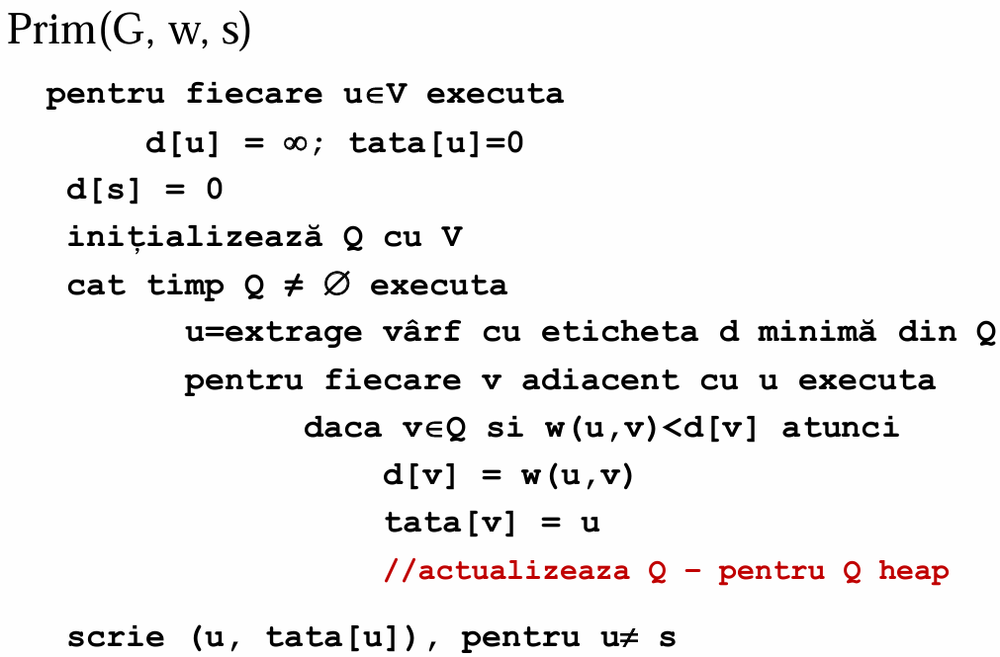 Prim(G, w, s)
pentru fiecare u∈V executa
d[u] = ∞; tata[u]=0
d[s] = 0
inițializează Q cu V
cat timp Q ≠ ∅ executa
u=extrage vârf cu eticheta d minimă din Q
pentru fiecare v adiacent cu u executa
daca v∈Q si w(u,v)<d[v] atunci
d[v] = w(u,v)
tata[v] = u
//actualizeaza Q – pentru Q heap
scrie (u, tata[u]), pentru u≠ s